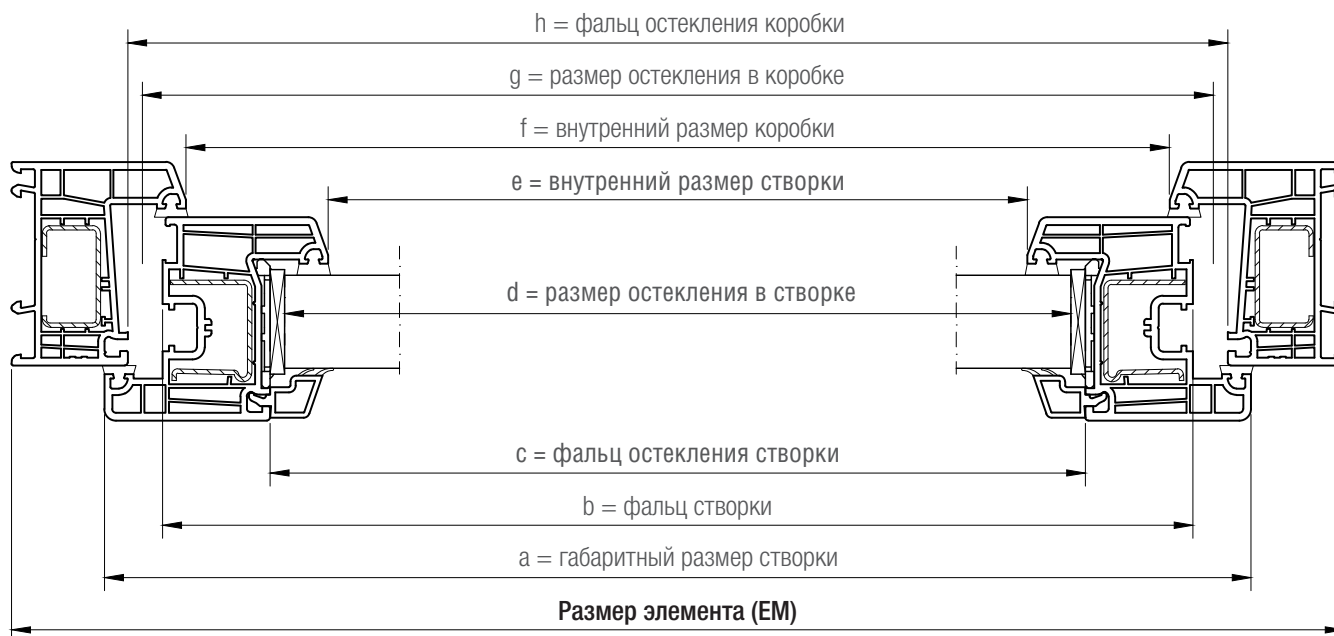 h = фальц остекления коробки
g = размер остекления в коробке
f = внутренний размер коробки
e = внутренний размер створки
d = размер остекления в створке
c = фальц остекления створки
b = фальц створки
a = габаритный размер створки
Размер элемента (EM)